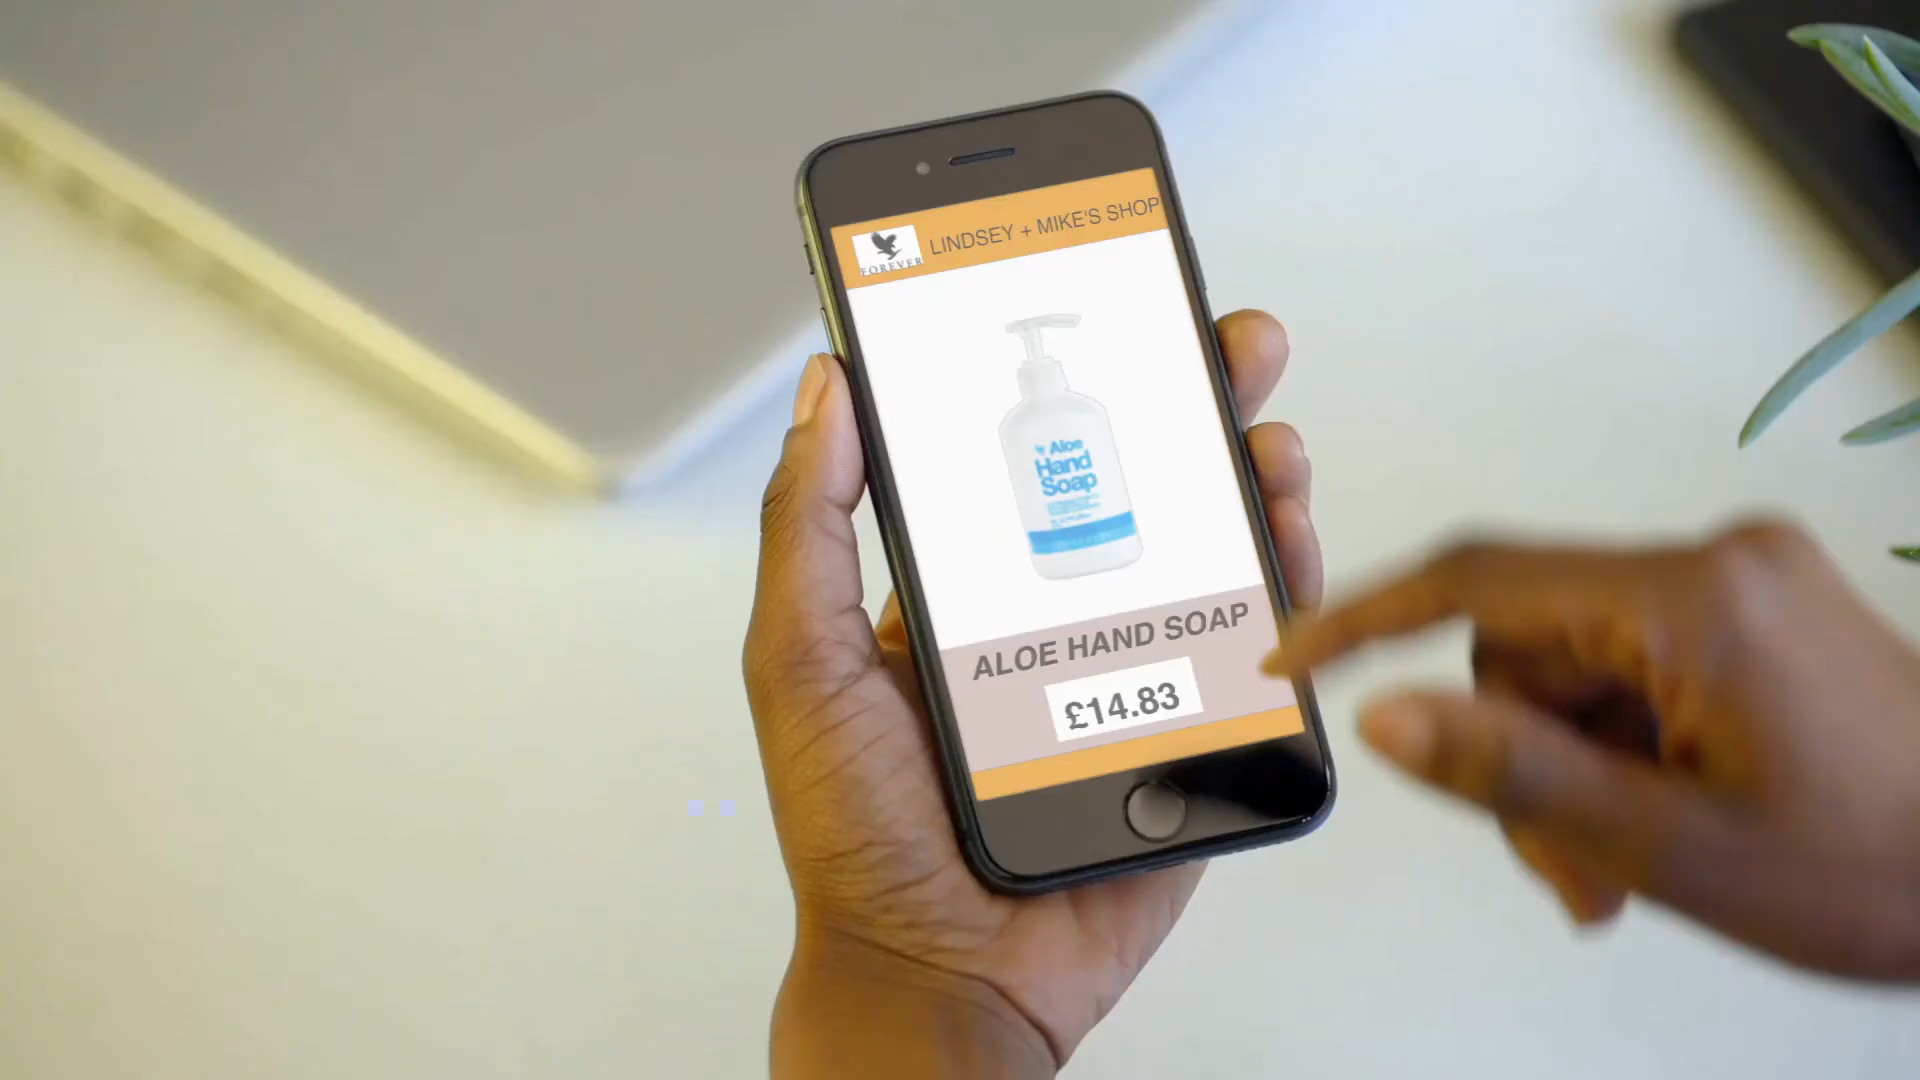 FOREVER
LINDSEY + MIKE'S SHOP
Aloe
Hand
Soap
ALOE HAND SOAP
£14.83